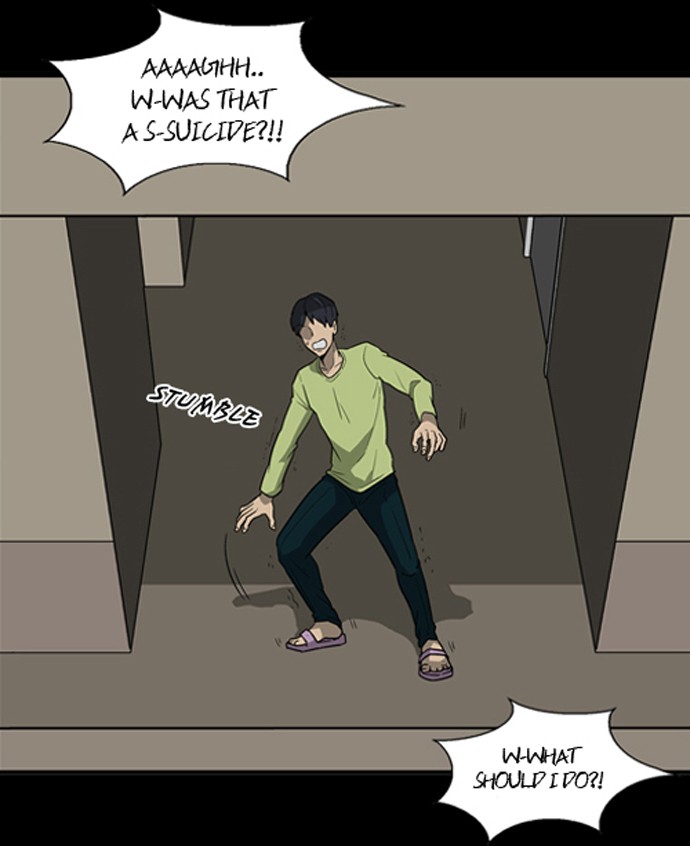 AAAAGHH..
W-WAS THAT
A S-SUICIDE?!!
STUMBLE
W-WHAT
SHOULD I DO?!